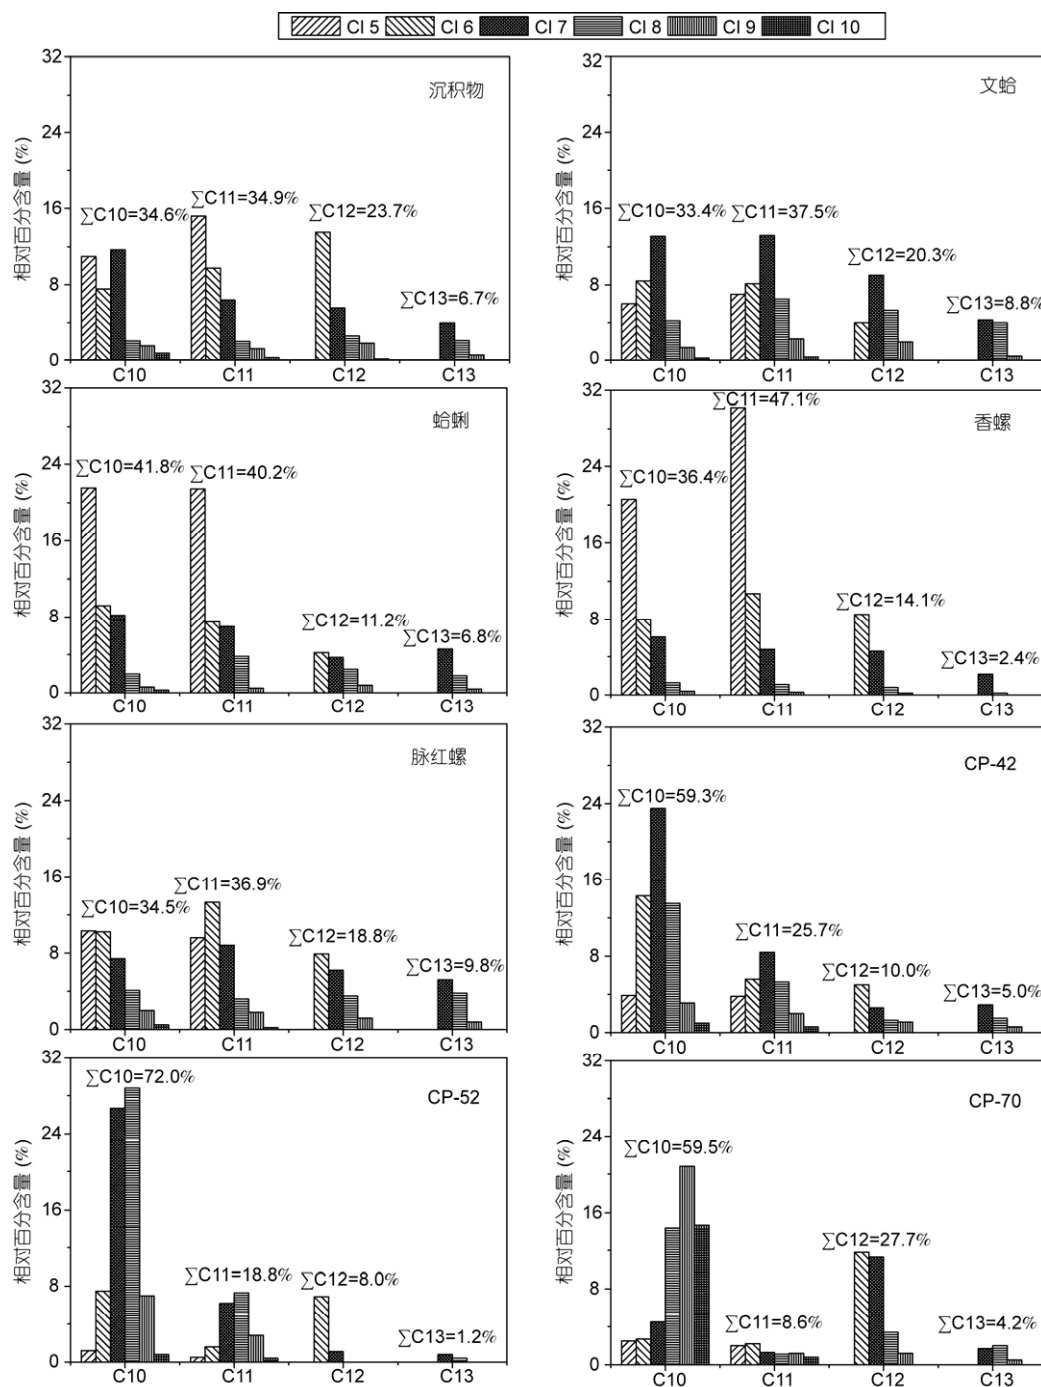 Cl 5 Cl 6 Cl 7 Cl 8 Cl 9 Cl 10
沉积物
相对百分含量 (%)
32
24
16
8
0
∑C10=34.6%
∑C11=34.9%
∑C12=23.7%
∑C13=6.7%
C10 C11 C12 C13
文蛤
相对百分含量 (%)
32
24
16
8
0
∑C10=33.4%
∑C11=37.5%
∑C12=20.3%
∑C13=8.8%
C10 C11 C12 C13
蛤蜊
相对百分含量 (%)
32
24
16
8
0
∑C10=41.8%
∑C11=40.2%
∑C12=11.2%
∑C13=6.8%
C10 C11 C12 C13
香螺
相对百分含量 (%)
32
24
16
8
0
∑C10=36.4%
∑C11=47.1%
∑C12=14.1%
∑C13=2.4%
C10 C11 C12 C13
脉红螺
相对百分含量 (%)
32
24
16
8
0
∑C10=34.5%
∑C11=36.9%
∑C12=18.8%
∑C13=9.8%
C10 C11 C12 C13
CP-42
相对百分含量 (%)
32
24
16
8
0
∑C10=59.3%
∑C11=25.7%
∑C12=10.0%
∑C13=5.0%
C10 C11 C12 C13
CP-52
相对百分含量 (%)
32
24
16
8
0
∑C10=72.0%
∑C11=18.8%
∑C12=8.0%
∑C13=1.2%
C10 C11 C12 C13
CP-70
相对百分含量 (%)
32
24
16
8
0
∑C10=59.5%
∑C11=8.6%
∑C12=27.7%
∑C13=4.2%
C10 C11 C12 C13